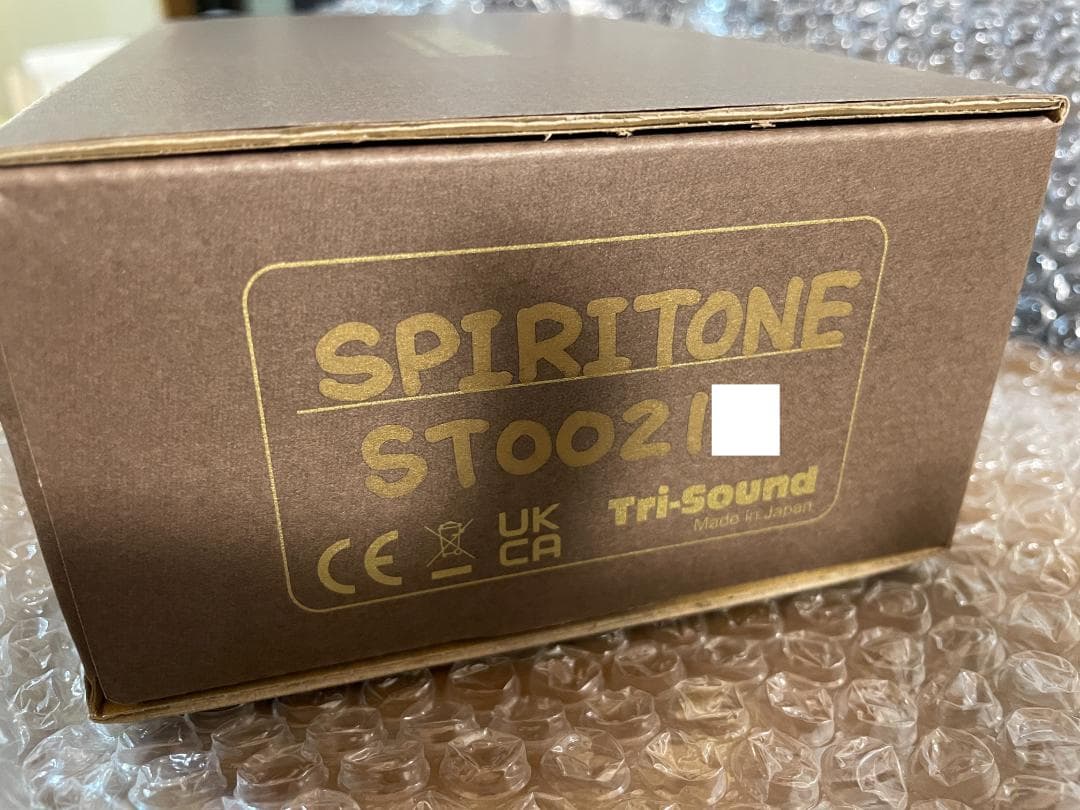 SPIRITONE
ST0021
CE
UK
CA
Tri-Sound
Made in Japan